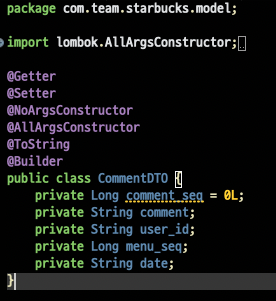 package com.team.starbucks.model;
import lombok.AllArgsConstructor;
@Getter
@Setter
@NoArgsConstructor
@AllArgsConstructor
@ToString
@Builder
public class CommentDTO {
private Long comment_seq = 0L;
private String comment;
private String user_id;
private Long menu_seq;
private String date;
}